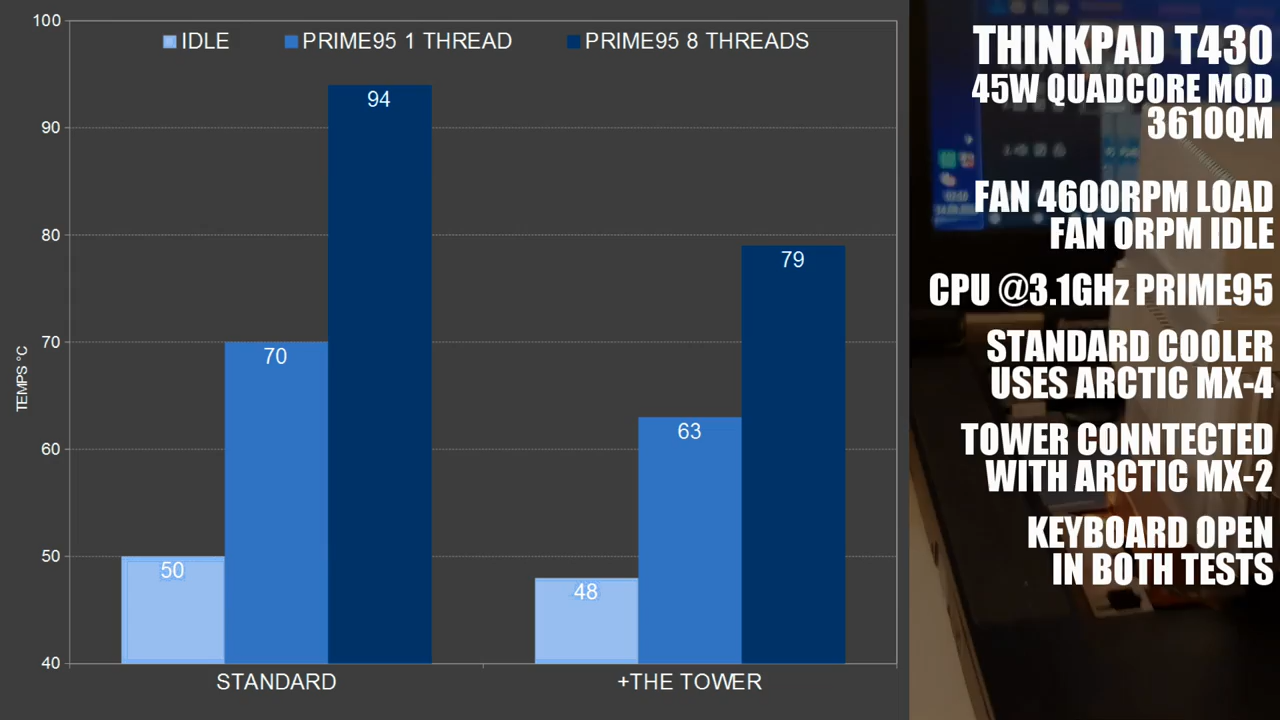 100
IDLE
PRIME95 1 THREAD
PRIME95 8 THREADS
90
80
70
60
50
40
TEMPS °C
50
70
94
48
63
79
STANDARD
+THE TOWER
THINKPAD T430
45W QUADCORE MOD
3610QM
FAN 4600RPM LOAD
FAN 0RPM IDLE
CPU @3.1GHz PRIME95
STANDARD COOLER
USES ARCTIC MX-4
TOWER CONNTECTED
WITH ARCTIC MX-2
KEYBOARD OPEN
IN BOTH TESTS